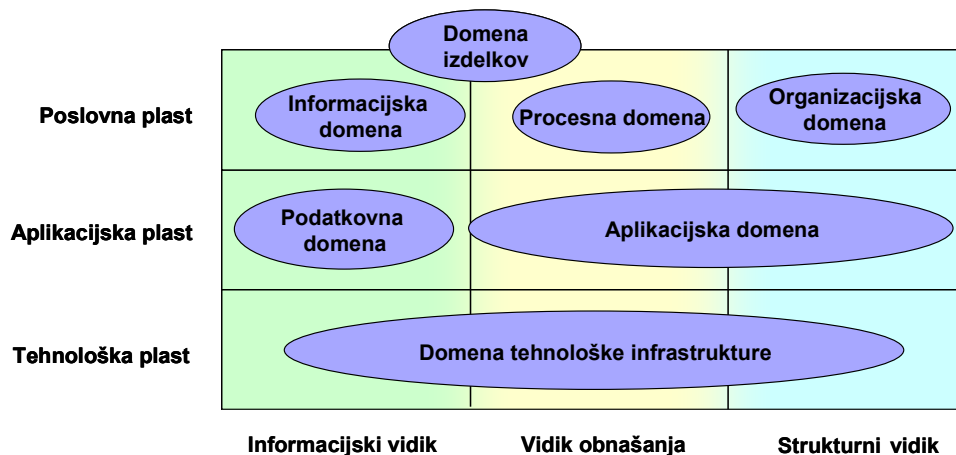 Domena
izdelkov
Poslovna plast
Informacijska
domena
Procesna domena
Organizacijska
domena
Aplikacijska plast
Podatkovna
domena
Aplikacijska domena
Tehnološka plast
Domena tehnološke infrastrukture
Informacijski vidik
Vidik obnašanja
Strukturni vidik